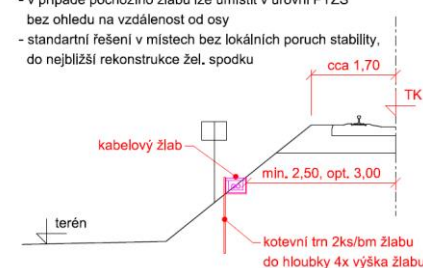 - v případě pochozího žlabu lze umístit v úrovni PTŽS
bez ohledu na vzdálenost od osy
- standartní řešení v místech bez lokálních poruch stability,
do nejbližší rekonstrukce žel. spodku
cca 1,70
TK
kabelový žlab
min. 2,50, opt. 3,00
terén
kotevní trn 2ks/bm žlabu
do hloubky 4x výška žlabu